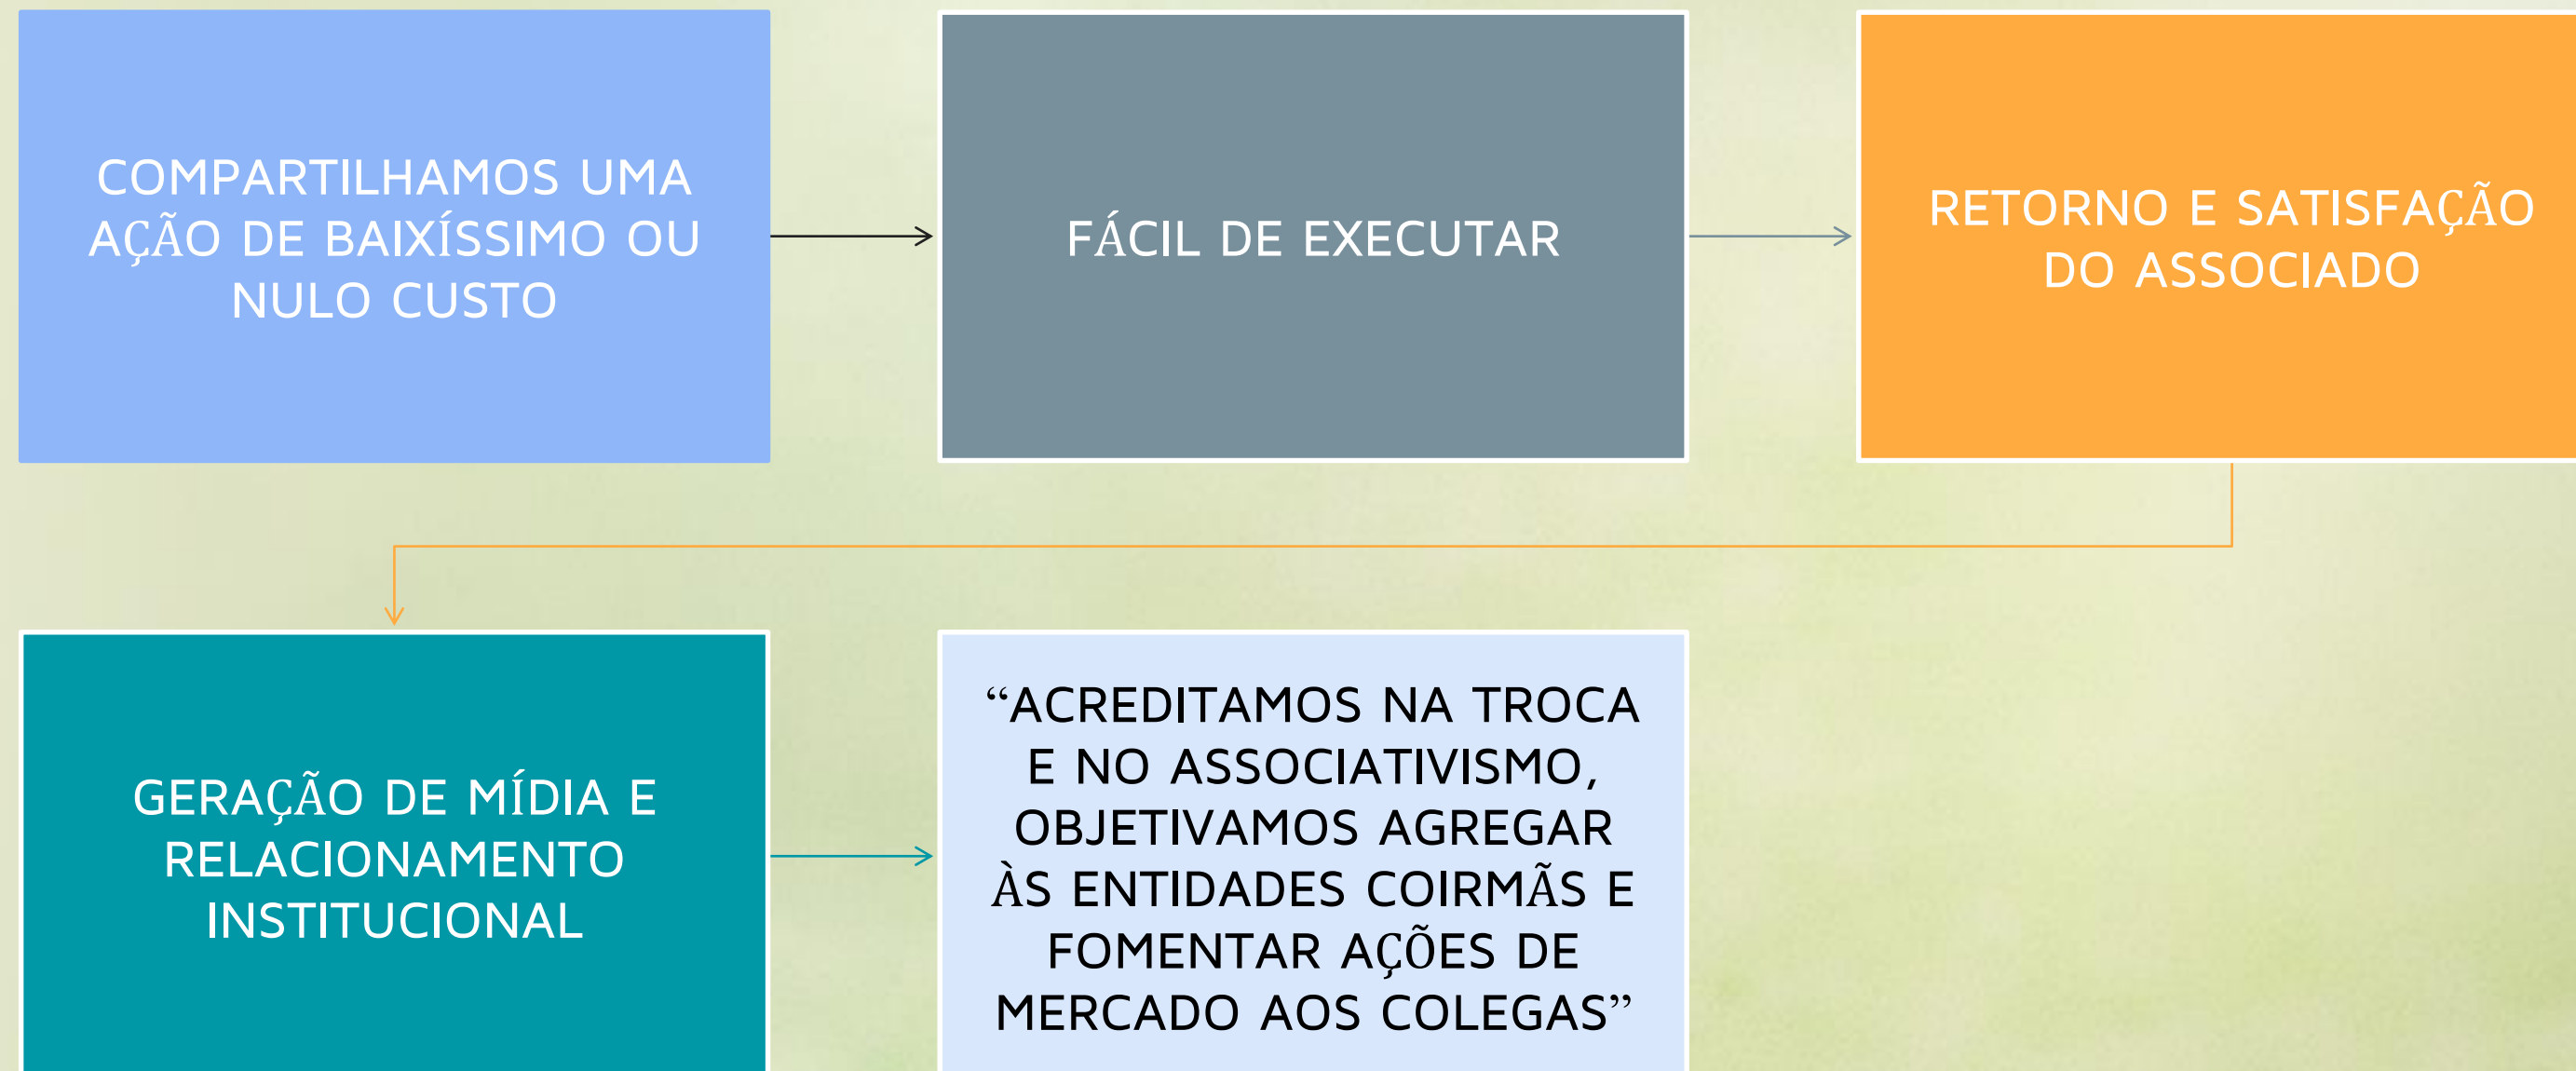 COMPARTILHAMOS UMA
AÇÃO DE BAIXÍSSIMO OU
NULO CUSTO
FÁCIL DE EXECUTAR
RETORNO E SATISFAÇÃO
DO ASSOCIADO
GERAÇÃO DE MÍDIA E
RELACIONAMENTO
INSTITUCIONAL
“ACREDITAMOS NA TROCA
E NO ASSOCIATIVISMO,
OBJETIVAMOS AGREGAR
ÀS ENTIDADES COIRMÃS E
FOMENTAR AÇÕES DE
MERCADO AOS COLEGAS”